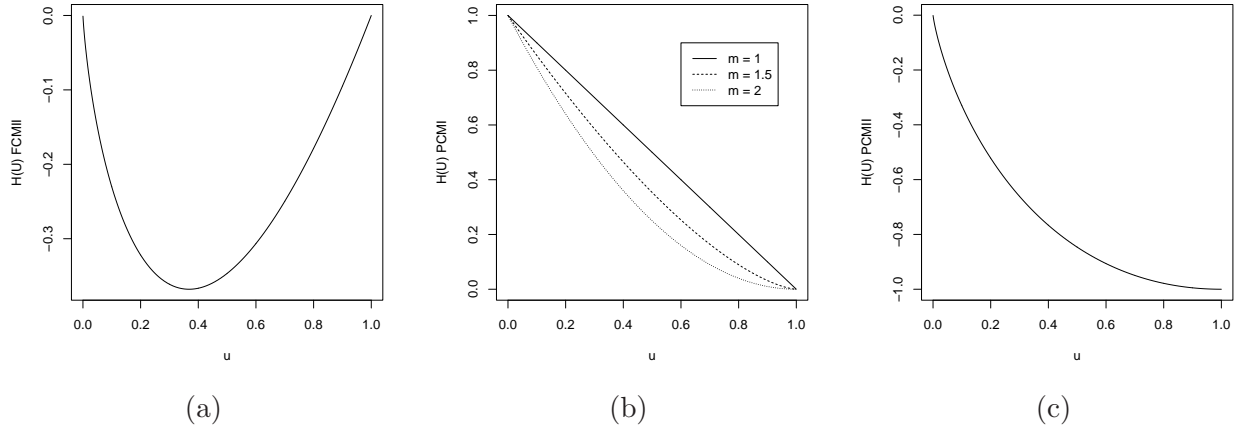 H(U) FCMII
0.0
−0.1
−0.2
−0.3
0.0 0.2 0.4 0.6 0.8 1.0
u
(a)
H(U) PCMI
1.0
0.8
0.6
0.4
0.2
0.0
m = 1
m = 1.5
m = 2
0.0 0.2 0.4 0.6 0.8 1.0
u
(b)
H(U) PCMII
0.0
−0.2
−0.4
−0.6
−0.8
−1.0
0.0 0.2 0.4 0.6 0.8 1.0
u
(c)